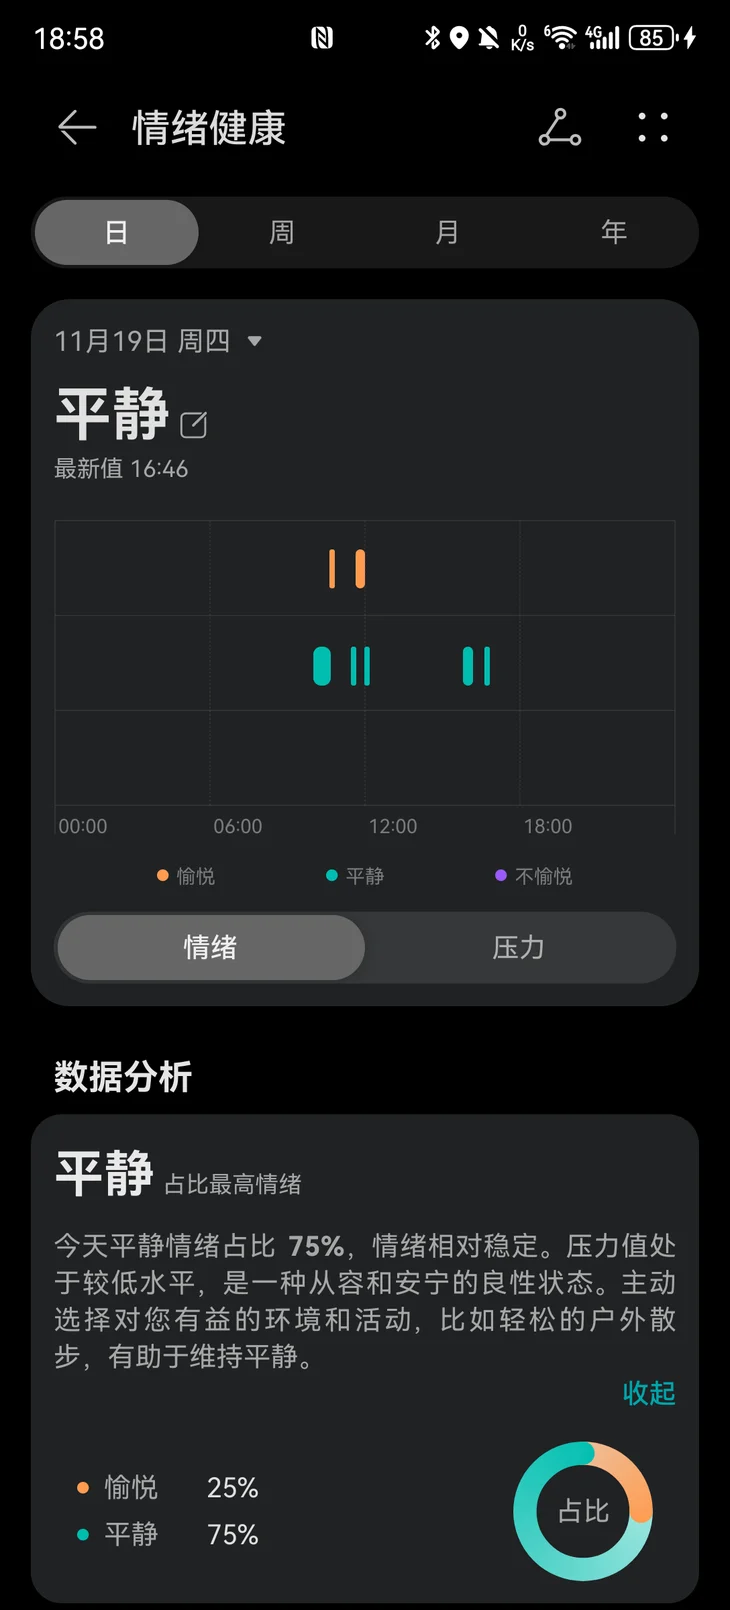 18:58
0 K/s 6 4G 85
情绪健康
日 周 月 年
11月19日 周四
平静
最新值 16:46
00:00 06:00 12:00 18:00
愉悦 平静 不愉悦
情绪 压力
数据分析
平静 占比最高情绪
今天平静情绪占比 75%，情绪相对稳定。压力值处
于较低水平，是一种从容和安宁的良性状态。主动
选择对您有益的环境和活动，比如轻松的户外散
步，有助于维持平静。
收起
愉悦 25%
平静 75%
占比